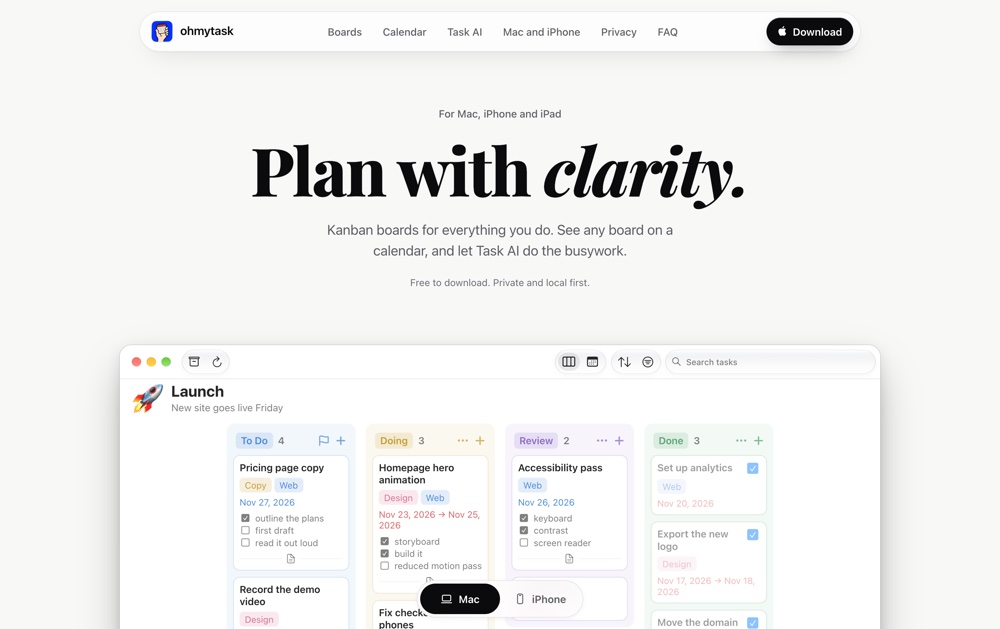 ohmytask
Boards
Calendar
Task AI
Mac and iPhone
Privacy
FAQ
Download
For Mac, iPhone and iPad
Plan with clarity.
Kanban boards for everything you do. See any board on a
calendar, and let Task AI do the busywork.
Free to download. Private and local first.
Search tasks
Launch
New site goes live Friday
To Do 4
Pricing page copy
Copy Web
Nov 27, 2026
outline the plans
first draft
read it out loud
Record the demo
video
Design
Doing 3
Homepage hero
animation
Design Web
Nov 23, 2026 → Nov 25,
2026
storyboard
build it
reduced motion pass
Fix
phones
Review 2
Accessibility pass
Web
Nov 26, 2026
keyboard
contrast
screen reader
Done 3
Set up analytics
Web
Nov 20, 2026
Export the new
logo
Design
Nov 17, 2026 → Nov 18,
2026
Move the domain
Mac
iPhone